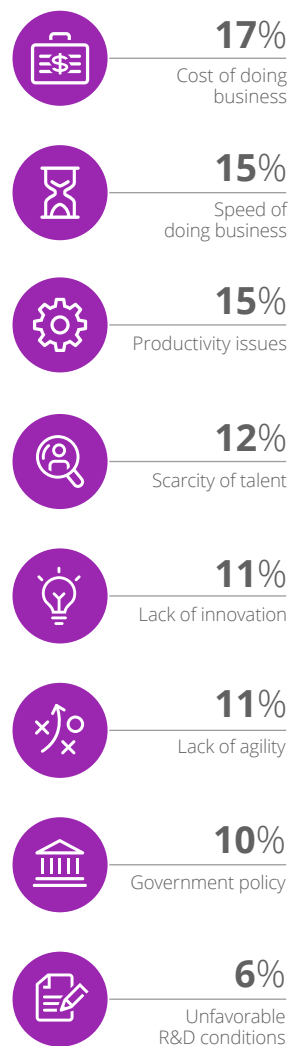 $
17%
Cost of doing
business
15%
Speed of
doing business
15%
Productivity issues
12%
Scarcity of talent
11%
Lack of innovation
11%
Lack of agility
10%
Government policy
6%
Unfavorable
R&D conditions